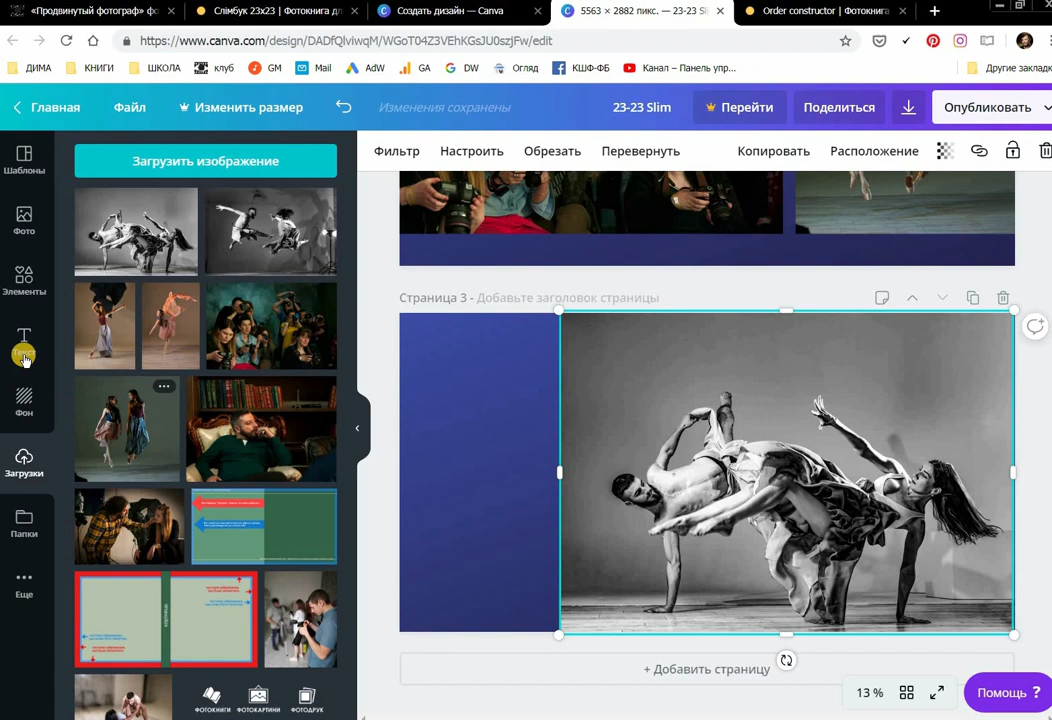 «Продвинутый фотограф» фо
Слімбук 23х23 | Фотокнига дл
Создать дизайн — Canva
5563 × 2882 пикс. — 23-23 Sl
Order constructor | Фотокнига
https://www.canva.com/design/DADfQlviwqM/WGoT04Z3VEhKGsJU0szjFw/edit
ДИМА
КНИГИ
ШКОЛА
клуб
GM
Mail
AdW
GA
DW
Огляд
КШФ-ФБ
Канал – Панель упр...
Другие закладк
Главная
Файл
Изменить размер
Изменения сохранены
23-23 Slim
Перейти
Поделиться
Опубликовать
Фильтр
Настроить
Обрезать
Перевернуть
Копировать
Расположение
Загрузить изображение
Шаблоны
Фото
Элементы
Фон
Загрузки
Папки
Еще
Страница 3 - Добавьте заголовок страницы
+ Добавить страницу
ФОТОКНИГИ
ФОТОКАРТИНИ
ФОТОДРУК
13 %
Помощь ?